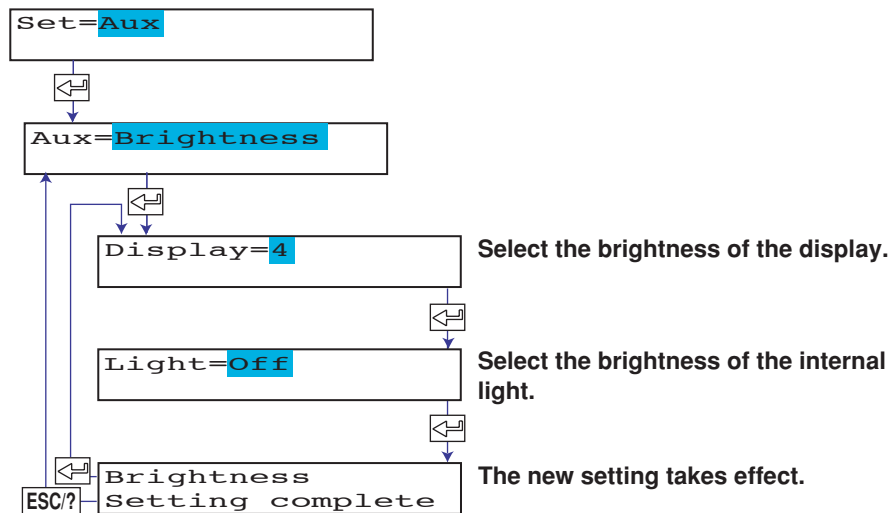 Set=Aux
Aux=Brightness
Display=4
Select the brightness of the display.
Light=Off
Select the brightness of the internal
light.
Brightness
Setting complete
The new setting takes effect.
ESC/?